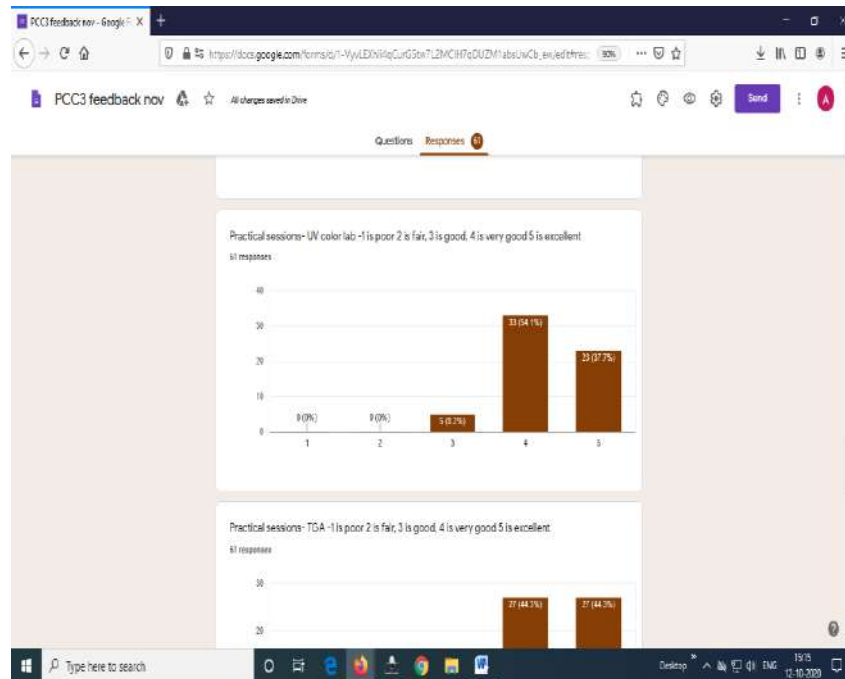 PCC3 feedback nov - Google F
90%
PCC3 feedback nov
All changes saved in Drive
Send
A
Questions Responses 61
Practical sessions- UV color lab -1 is poor 2 is fair, 3 is good, 4 is very good 5 is excellent
61 responses
40
30
20
10
0
0 (0%)
0 (0%)
5 (8.2%)
33 (54.1%)
23 (37.7%)
1 2 3 4 5
Practical sessions- TGA -1 is poor 2 is fair, 3 is good, 4 is very good 5 is excellent
61 responses
30
20
27 (44.3%)
27 (44.3%)
Type here to search
Desktop
ENG
12-10-2020